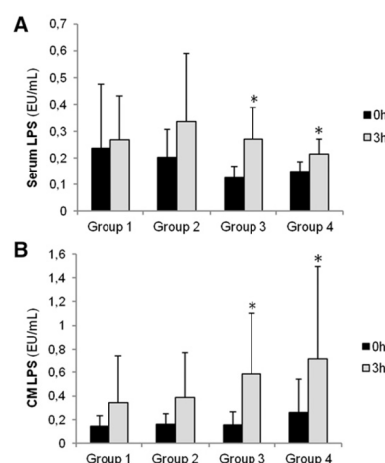 A
Serum LPS (EU/mL)
0,7
0,6
0,5
0,4
0,3
0,2
0,1
0
*
*
0h
3h
Group 1 Group 2 Group 3 Group 4
B
CM LPS (EU/mL)
1,6
1,4
1,2
1
0,8
0,6
0,4
0,2
0
*
*
0h
3h
Group 1 Group 2 Group 3 Group 4